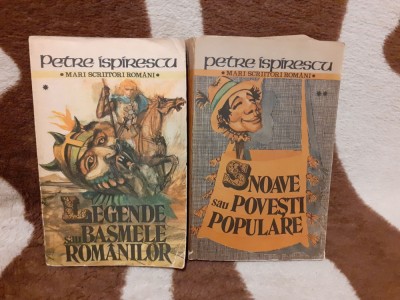 Petre Ispirescu
• MARI SCRIITORI ROMÂNI •
*
LEGENDE
sau BASMELE
ROMÂNILOR
petre ispirescu
• MARI SCRIITORI ROMÂNI •
**
SNOAVE
sau POVEȘTI
POPULARE